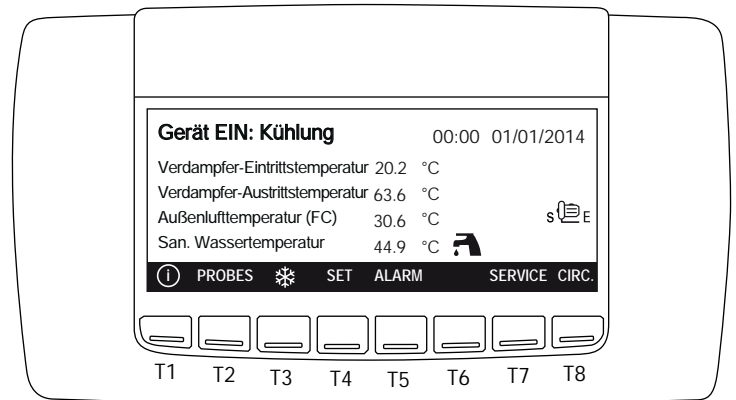 Gerät EIN: Kühlung 00:00 01/01/2014
Verdampfer-Eintrittstemperatur 20.2 °C
Verdampfer-Austrittstemperatur 63.6 °C
Außenlufttemperatur (FC) 30.6 °C
S E
San. Wassertemperatur 44.9 °C
i PROBES SET ALARM SERVICE CIRC.
T1 T2 T3 T4 T5 T6 T7 T8